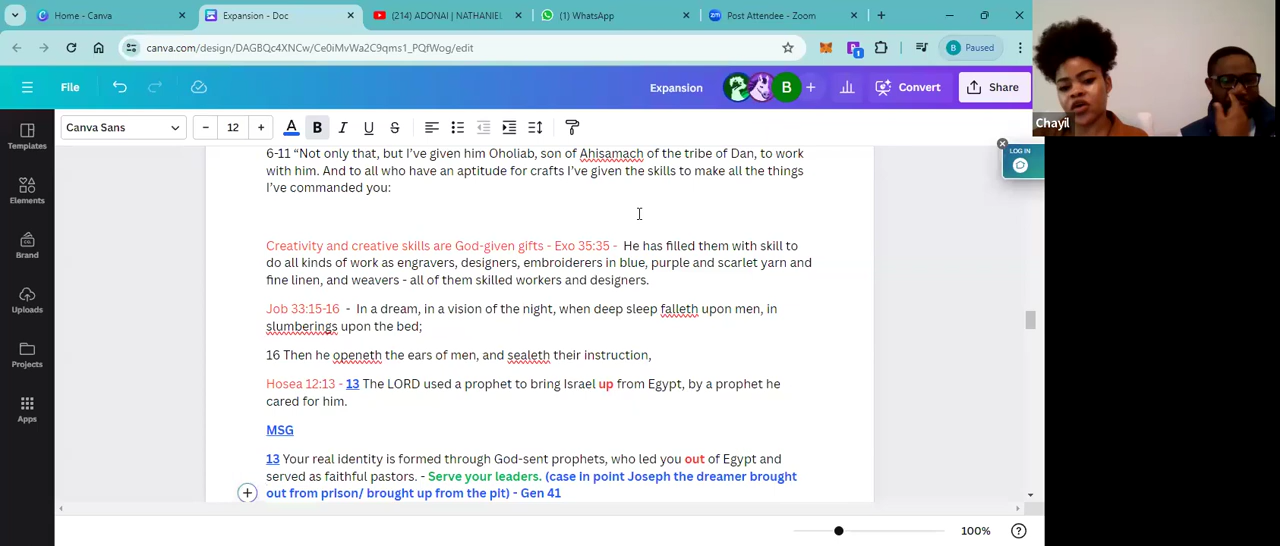 Home - Canva
Expansion - Doc
(214) ADONAI | NATHANIEL
(1) WhatsApp
Post Attendee - Zoom
canva.com/design/DAGBQc4XNCw/Ce0iMvWa2C9qms1_PQfWog/edit
1
B Paused
File
Expansion
B
Convert
Share
Chayil
LOG IN
Canva Sans
12
A B I U S
Templates
Elements
Brand
Uploads
Projects
Apps
6-11 “Not only that, but I’ve given him Oholiab, son of Ahisamach of the tribe of Dan, to work
with him. And to all who have an aptitude for crafts I’ve given the skills to make all the things
I’ve commanded you:
Creativity and creative skills are God-given gifts - Exo 35:35 - He has filled them with skill to
do all kinds of work as engravers, designers, embroiderers in blue, purple and scarlet yarn and
fine linen, and weavers - all of them skilled workers and designers.
Job 33:15-16 - In a dream, in a vision of the night, when deep sleep falleth upon men, in
slumberings upon the bed;
16 Then he openeth the ears of men, and sealeth their instruction,
Hosea 12:13 - 13 The LORD used a prophet to bring Israel up from Egypt, by a prophet he
cared for him.
MSG
13 Your real identity is formed through God-sent prophets, who led you out of Egypt and
served as faithful pastors. - Serve your leaders. (case in point Joseph the dreamer brought
out from prison/ brought up from the pit) - Gen 41
100%